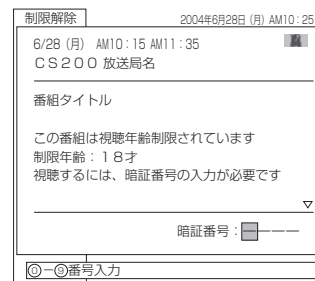 制限解除 2004年6月28日 (月) AM10:25
6/28 (月) AM10:15 AM11:35
CS200 放送局名
番組タイトル
この番組は視聴年齢制限されています
制限年齢：18才
視聴するには、暗証番号の入力が必要です
暗証番号：————
⓪－⑨番号入力